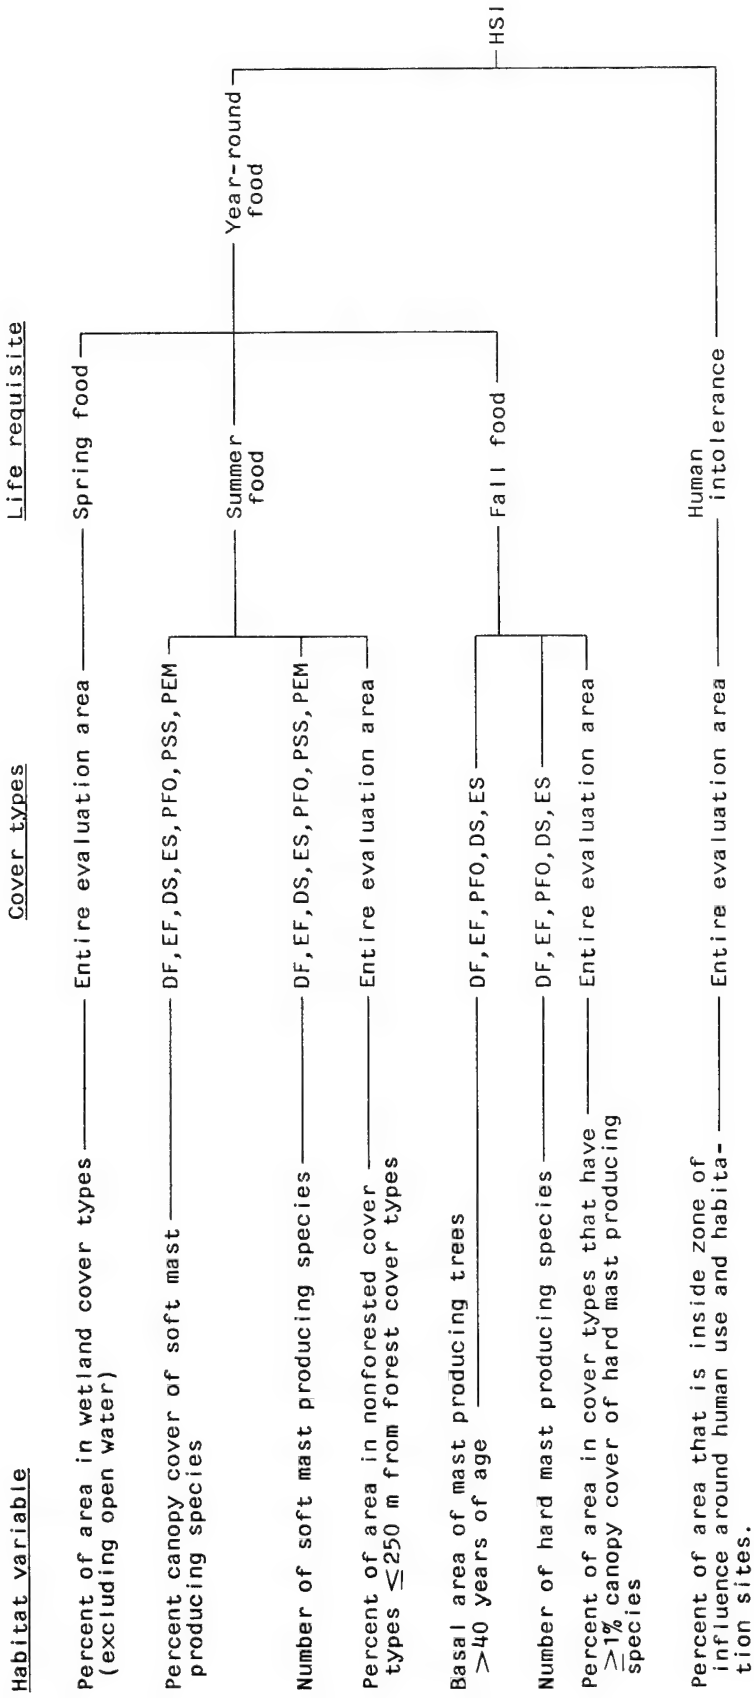 Habitat variable
Cover types
Life requisite
Percent of area in wetland cover types
(excluding open water)
Entire evaluation area
Spring food
Percent canopy cover of soft mast
producing species
DF,EF,DS,ES,PFO,PSS,PEM
Summer
food
Number of soft mast producing species
DF,EF,DS,ES,PFO,PSS,PEM
Percent of area in nonforested cover
types ≤250 m from forest cover types
Entire evaluation area
Year-round
food
Basal area of mast producing trees
>40 years of age
DF,EF,PFO,DS,ES
Number of hard mast producing species
DF,EF,PFO,DS,ES
Fall food
Percent of area in cover types that have
≥1% canopy cover of hard mast producing
species
Entire evaluation area
HSI
Percent of area that is inside zone of
influence around human use and habita-
tion sites.
Entire evaluation area
Human
intolerance